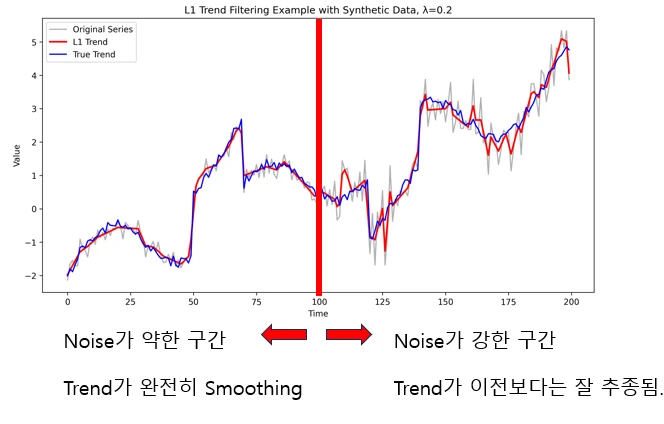 L1 Trend Filtering Example with Synthetic Data, λ=0.2
Original Series
L1 Trend
True Trend
Value
5
4
3
2
1
0
−1
−2
0
25
50
75
100
125
150
175
200
Time
Noise가 약한 구간
Noise가 강한 구간
Trend가 완전히 Smoothing
Trend가 이전보다는 잘 추종됨.